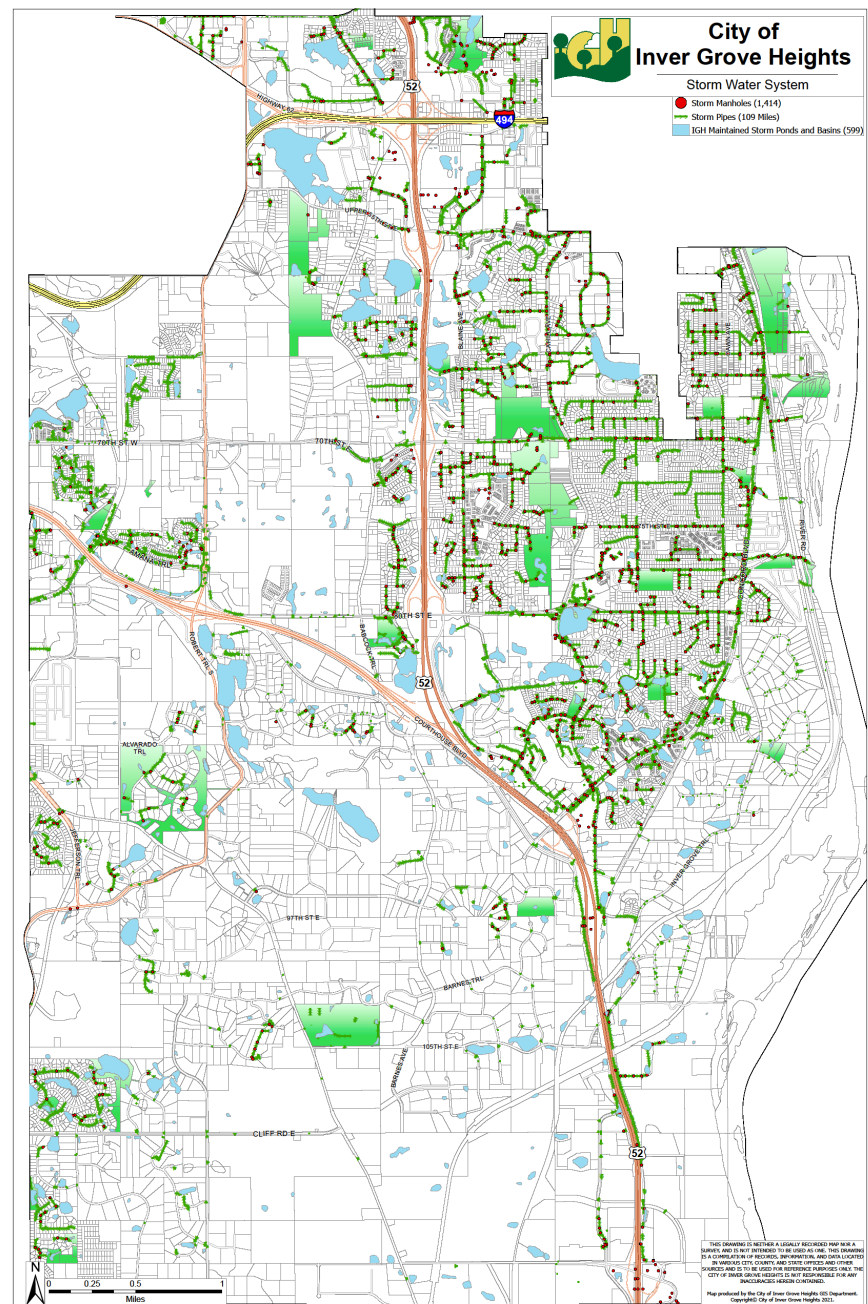 City of
Inver Grove Heights
Storm Water System
Storm Manholes (1,414)
Storm Pipes (109 Miles)
IGH Maintained Storm Ponds and Basins (599)
52
HIGHWAY 62
494
BLAINE AVE
70TH ST W
70TH ST E
RIVER RD
80TH ST E
BABCOCK TRL
ROBERT TRL S
52
COURTHOUSE BLVD
ALVARADO
TRL
JEFFERSON TRL
INVER GROVE TRL
97TH ST E
BARNES TRL
105TH ST E
BARNES AVE
CLIFF RD E
52
N
0 0.25 0.5 1
Miles
THIS DRAWING IS NEITHER A LEGALLY RECORDED MAP NOR A
SURVEY, AND IS NOT INTENDED TO BE USED AS ONE. THIS DRAWING
IS A COMPILATION OF RECORDS, INFORMATION, AND DATA LOCATED
IN VARIOUS CITY, COUNTY, AND STATE OFFICES AND OTHER
SOURCES AND IS TO BE USED FOR REFERENCE PURPOSES ONLY. THE
CITY OF INVER GROVE HEIGHTS IS NOT RESPONSIBLE FOR ANY
INACCURACIES HEREIN CONTAINED.
Map produced by the City of Inver Grove Heights GIS Department.
Copyright© City of Inver Grove Heights 2021.